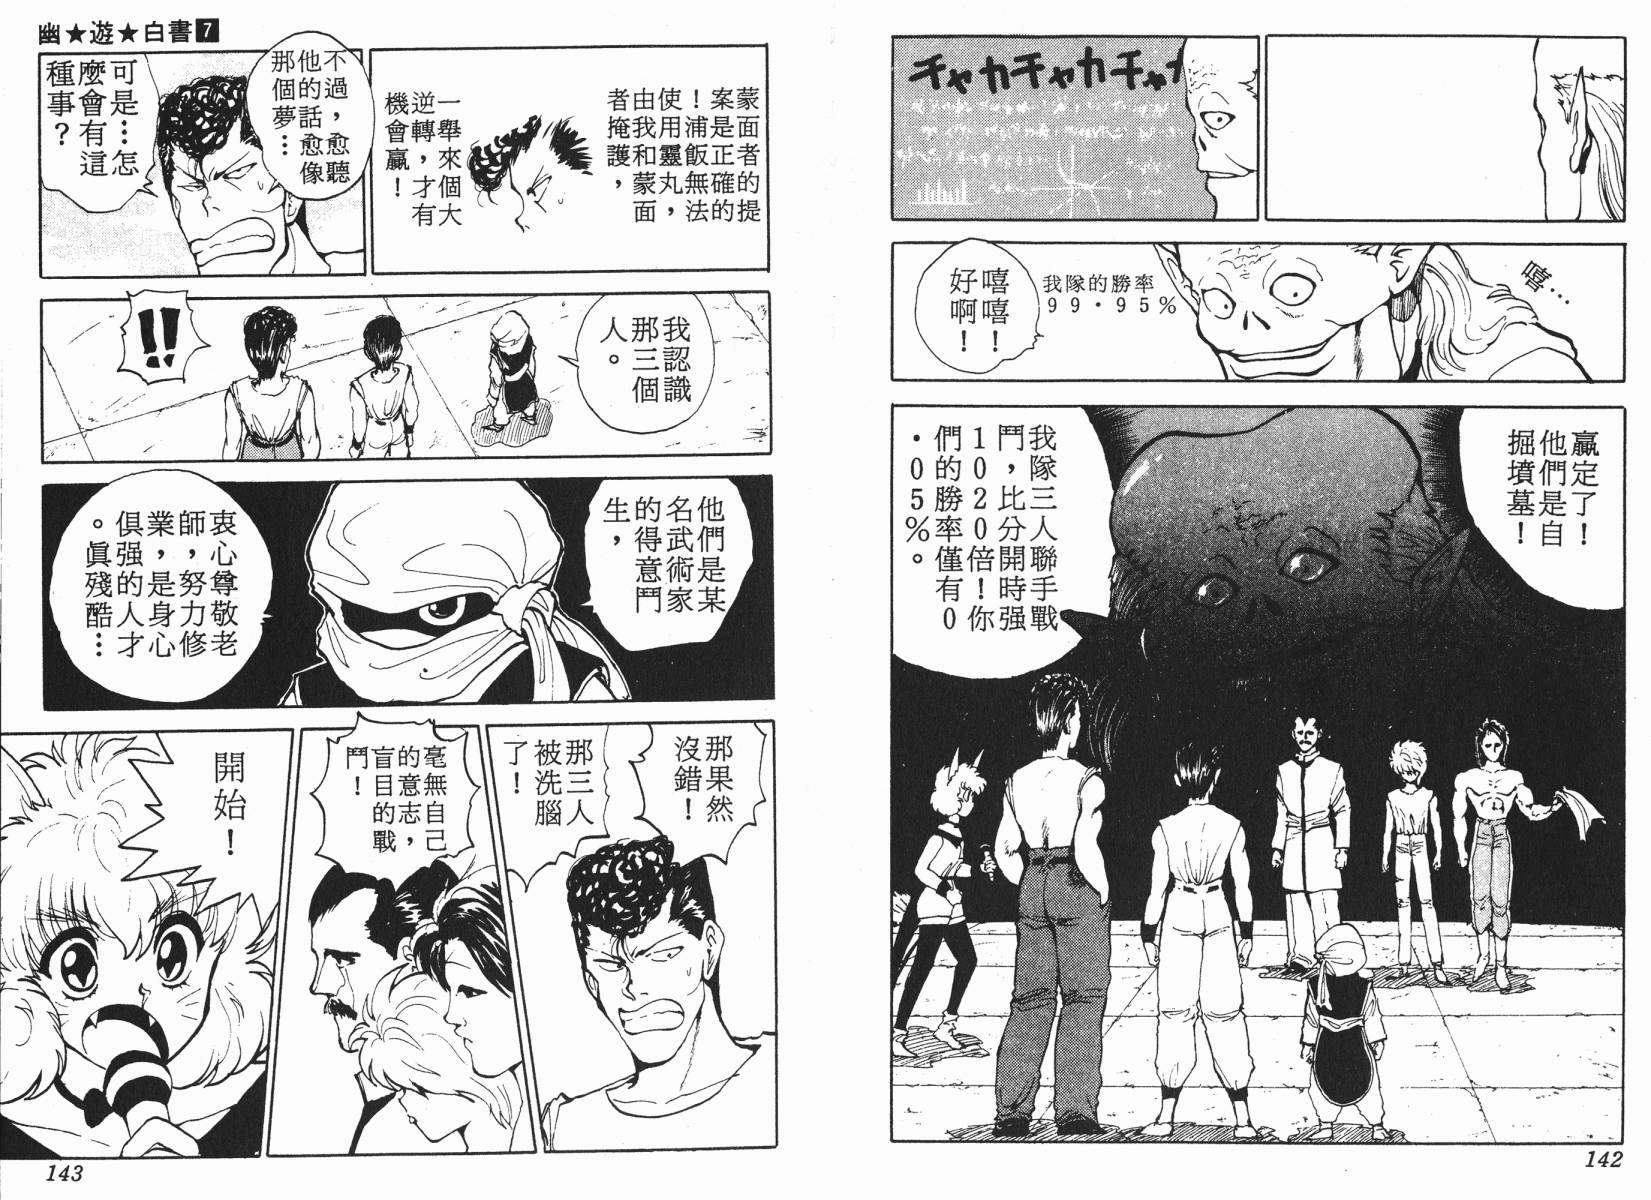 チャカチャカチャカ
嘻…
我隊的勝率
９９・９５％
嘻嘻！
好啊！
贏定了！
他們是自
掘墳墓！
我隊三人聯手戰
鬥，比分開時强
１０２０倍！你
們的勝率僅有０
・０５％。
142
幽★遊★白書7
蒙面者的提
案是正確的
！浦飯無法
使用靈丸，
由我和蒙面
者掩護，
一舉來個大
逆轉，才有
機會贏！
不過，愈聽
他的話愈像
那個夢…
可是…怎
麼會有這
種事？
我認識
那三個
人。
!!
他們是某
名武術家
的得意門
生，
衷心尊敬老
師，努力修
業，是身心
俱强的人才
。眞殘酷…
那果然
沒錯！
那三人
被洗腦
了！
毫無自己
的意志，
盲目的戰
鬥！
開始！
143